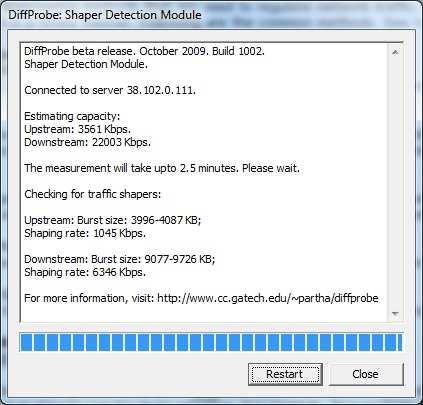 DiffProbe: Shaper Detection Module
DiffProbe beta release. October 2009. Build 1002.
Shaper Detection Module.
Connected to server 38.102.0.111.
Estimating capacity:
Upstream: 3561 Kbps.
Downstream: 22003 Kbps.
The measurement will take upto 2.5 minutes. Please wait.
Checking for traffic shapers:
Upstream: Burst size: 3996-4087 KB;
Shaping rate: 1045 Kbps.
Downstream: Burst size: 9077-9726 KB;
Shaping rate: 6346 Kbps.
For more information, visit: http://www.cc.gatech.edu/~partha/diffprobe
Restart
Close